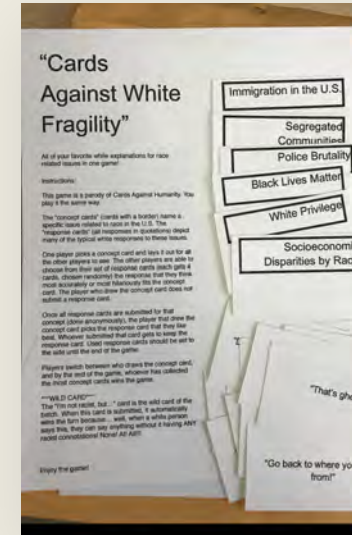 “Cards
Against White
Fragility”
All of your favorite white explanations for race
related issues in one game!
Instructions:
This game is a parody of Cards Against Humanity. You
play it the same way.
The "concept cards" (cards with a border) name a
specific issue related to race in the U.S. The
"response cards" (all responses in quotations) depict
many of the typical white responses to these issues.
One player picks a concept card and lays it out for all
the other players to see. The other players are able to
choose from their set of response cards (each gets 4
cards, chosen randomly) the response that they think
most accurately or most hilariously fits the concept
card. The player who drew the concept card does not
submit a response card.
Once all response cards are submitted for that
concept (done anonymously), the player that drew the
concept card picks the response card that they like
best. Whoever submitted that card gets to keep the
response card. Used response cards should be set to
the side until the end of the game.
Players switch between who draws the concept card,
and by the end of the game, whoever has collected
the most concept cards wins the game.
***WILD CARD***
The "I'm not racist, but..." card is the wild card of the
batch. When this card is submitted, it automatically
wins the turn because... well, when a white person
says this, they can say anything without it having ANY
racist connotations! None! At All!!!
Enjoy the game!
Immigration in the U.S.
Segregated
Communities
Police Brutality
Black Lives Matter
White Privilege
Socioeconomi
Disparities by Rac
"That's ghe
"Go back to where yo
from!"